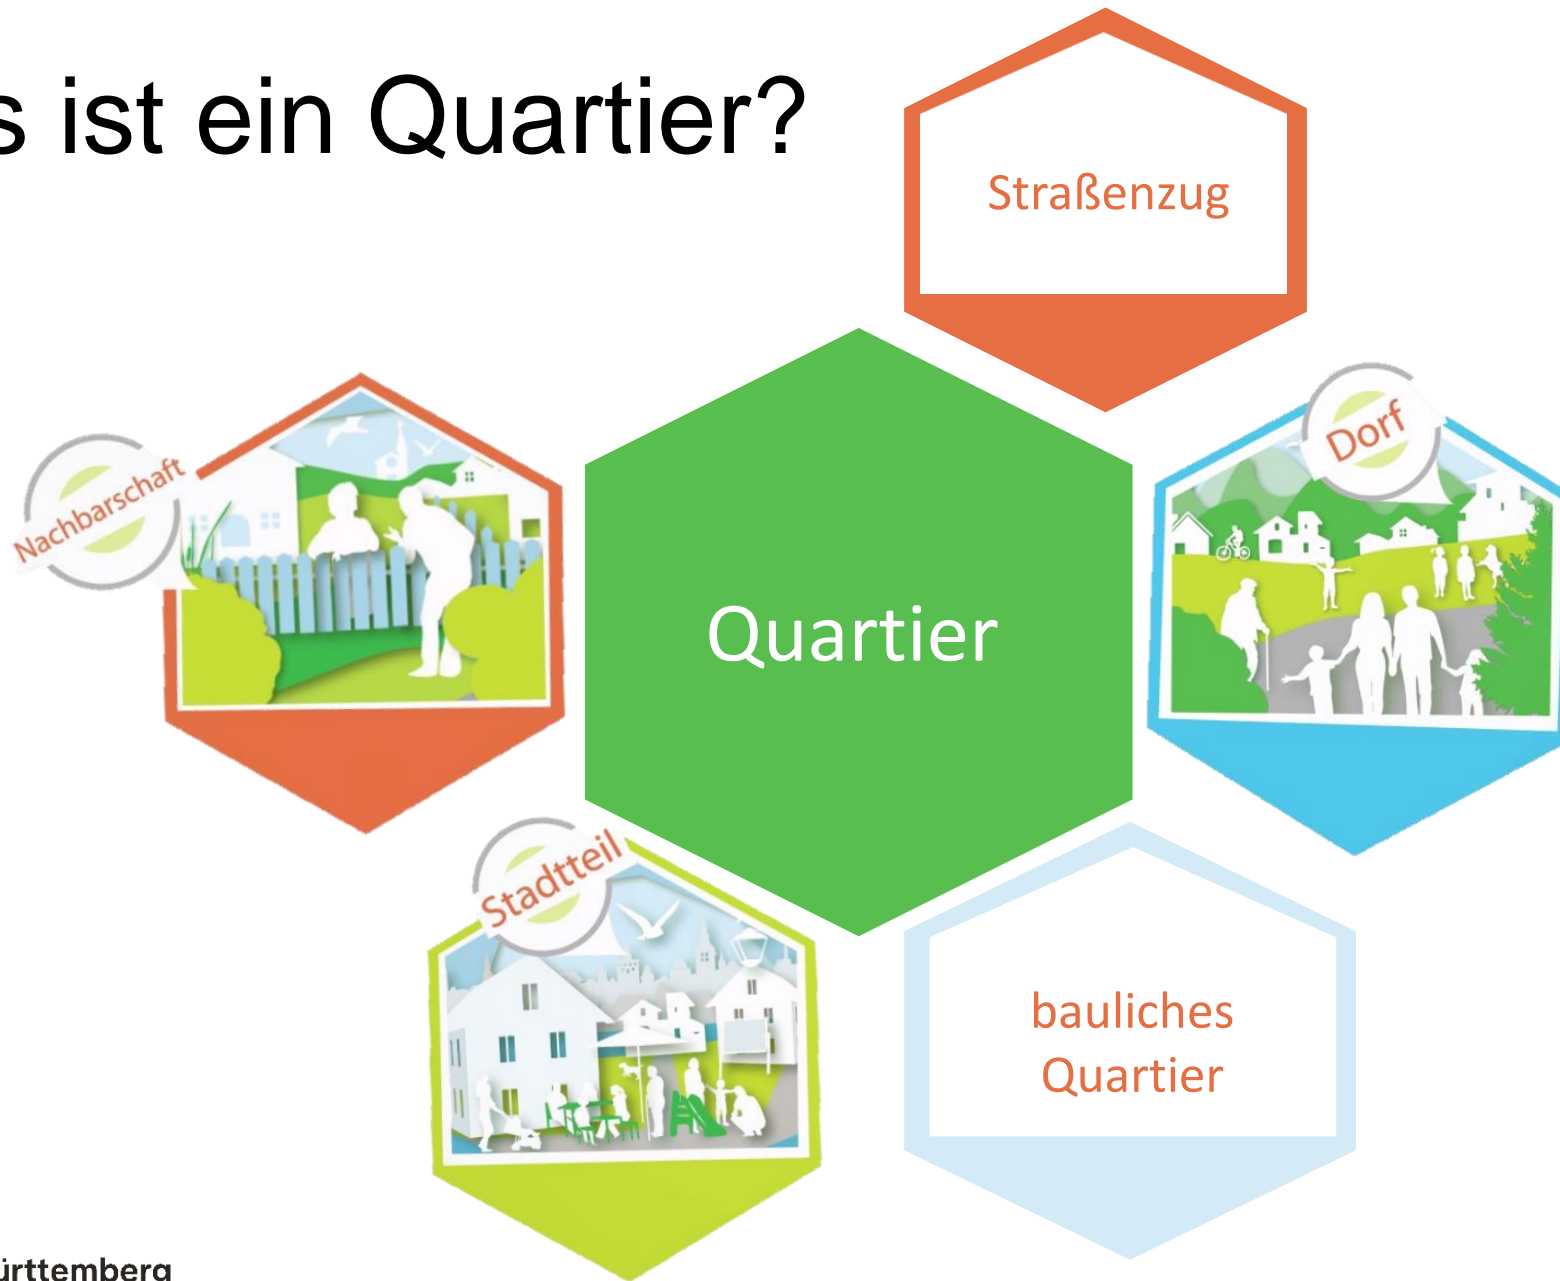 s ist ein Quartier?
Straßenzug
Nachbarschaft
Dorf
Quartier
Stadtteil
bauliches
Quartier
ürttemberg